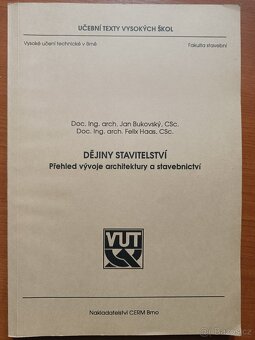 UČEBNÍ TEXTY VYSOKÝCH ŠKOL
Vysoké učení technické v Brně Fakulta stavební
Doc. Ing. arch. Jan Bukovský, CSc.
Doc. Ing. arch. Felix Haas, CSc.
DĚJINY STAVITELSTVÍ
Přehled vývoje architektury a stavebnictví
VUT
Nakladatelství CERM Brno